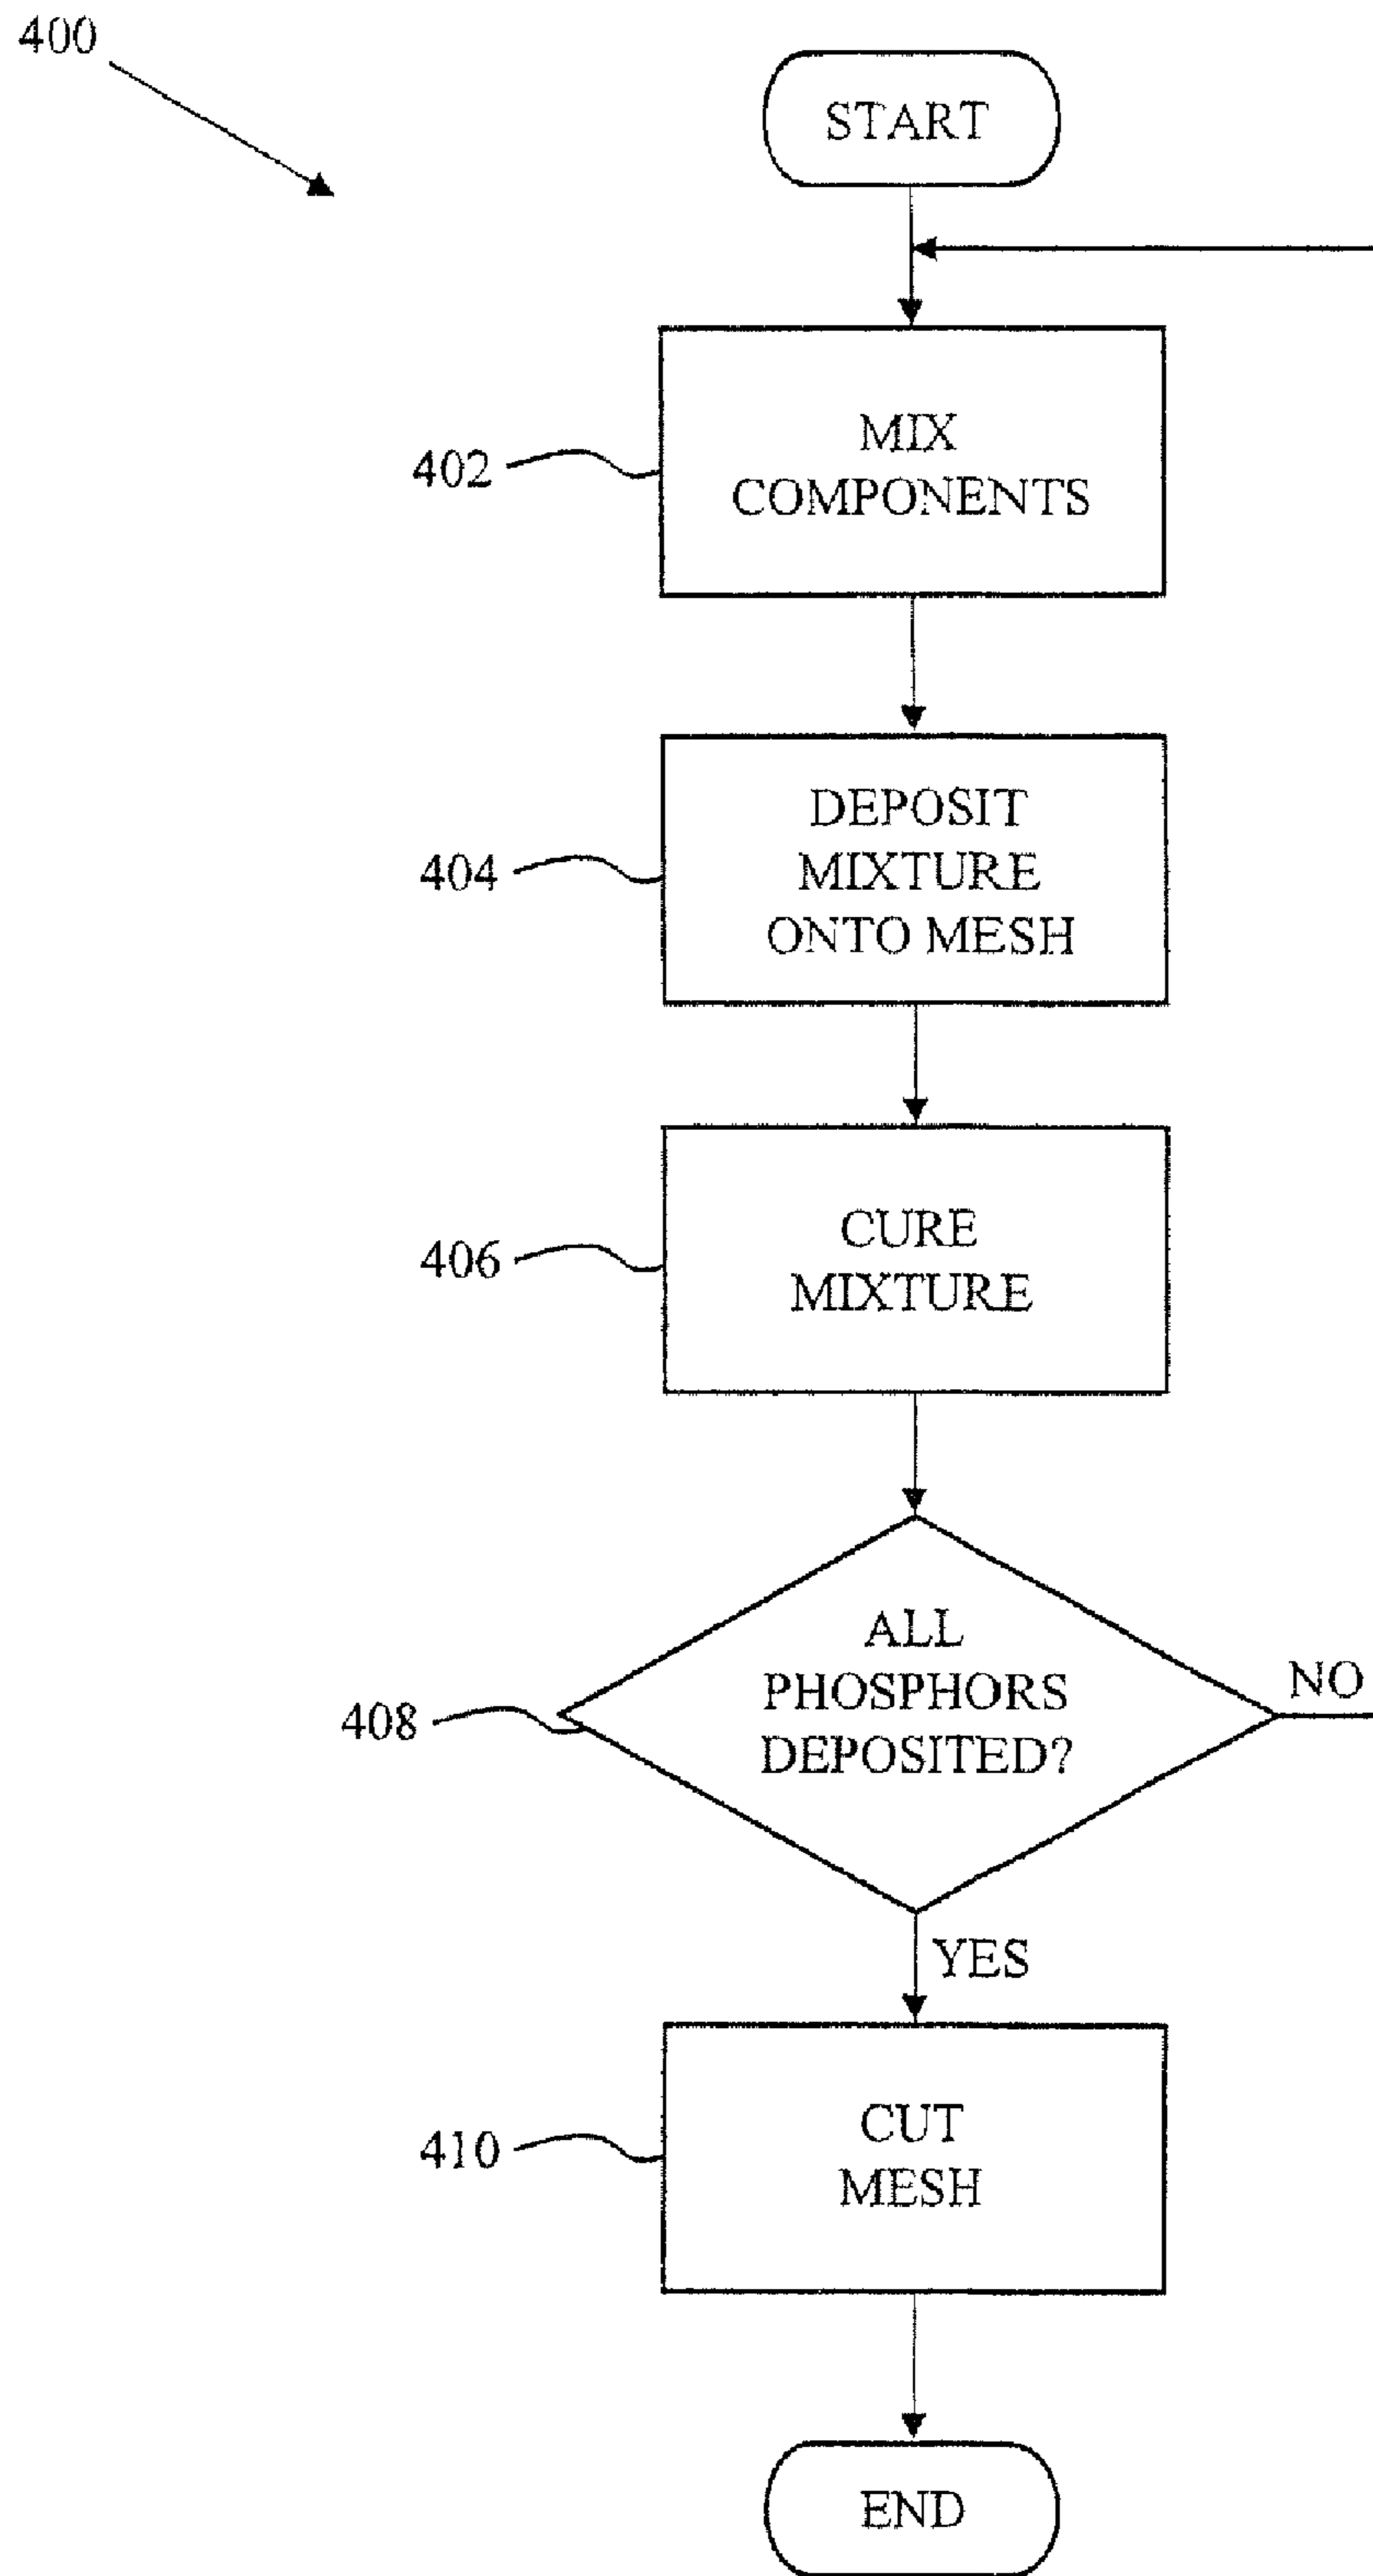 400
START
402
MIX
COMPONENTS
404
DEPOSIT
MIXTURE
ONTO MESH
406
CURE
MIXTURE
408
ALL
PHOSPHORS
DEPOSITED?
NO
YES
410
CUT
MESH
END